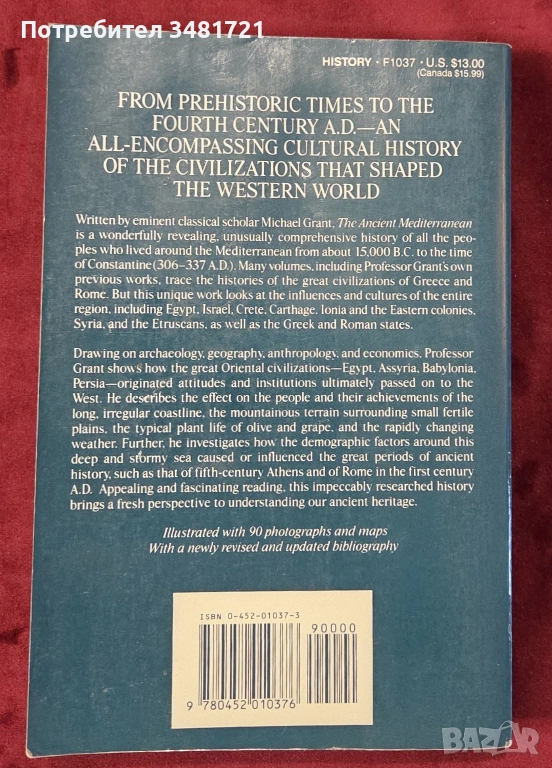 Потребител 3481721
HISTORY • F1037 • U.S. $13.00
(Canada $15.99)
FROM PREHISTORIC TIMES TO THE
FOURTH CENTURY A.D.—AN
ALL-ENCOMPASSING CULTURAL HISTORY
OF THE CIVILIZATIONS THAT SHAPED
THE WESTERN WORLD
Written by eminent classical scholar Michael Grant, The Ancient Mediterranean
is a wonderfully revealing, unusually comprehensive history of all the peo-
ples who lived around the Mediterranean from about 15,000 B.C. to the time
of Constantine (306–337 A.D.). Many volumes, including Professor Grant's own
previous works, trace the histories of the great civilizations of Greece and
Rome. But this unique work looks at the influences and cultures of the entire
region, including Egypt, Israel, Crete, Carthage, Ionia and the Eastern colonies,
Syria, and the Etruscans, as well as the Greek and Roman states.
Drawing on archaeology, geography, anthropology, and economics, Professor
Grant shows how the great Oriental civilizations—Egypt, Assyria, Babylonia,
Persia—originated attitudes and institutions ultimately passed on to the
West. He describes the effect on the people and their achievements of the
long, irregular coastline, the mountainous terrain surrounding small fertile
plains, the typical plant life of olive and grape, and the rapidly changing
weather. Further, he investigates how the demographic factors around this
deep and stormy sea caused or influenced the great periods of ancient
history, such as that of fifth-century Athens and of Rome in the first century
A.D. Appealing and fascinating reading, this impeccably researched history
brings a fresh perspective to understanding our ancient heritage.
Illustrated with 90 photographs and maps
With a newly revised and updated bibliography
ISBN 0-452-01037-3
90000
9 780452 010376
BAZAR